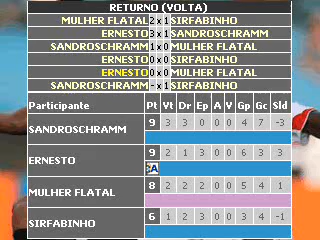 RETURNO (VOLTA)
MULHER FLATAL 2 x 1 SIRFABINHO
ERNESTO 3 x 1 SANDROSCHRAMM
SANDROSCHRAMM 1 x 0 MULHER FLATAL
ERNESTO 0 x 0 SIRFABINHO
ERNESTO 0 x 0 MULHER FLATAL
SANDROSCHRAMM - x 1 SIRFABINHO
Participante Pt Vt Dr Ep A V Gp Gc Sld
SANDROSCHRAMM 9 3 3 0 0 0 4 7 -3
ERNESTO 9 2 1 3 0 0 6 3 3
CA
MULHER FLATAL 8 2 2 2 0 0 5 4 1
SIRFABINHO 6 1 2 3 0 0 3 4 -1